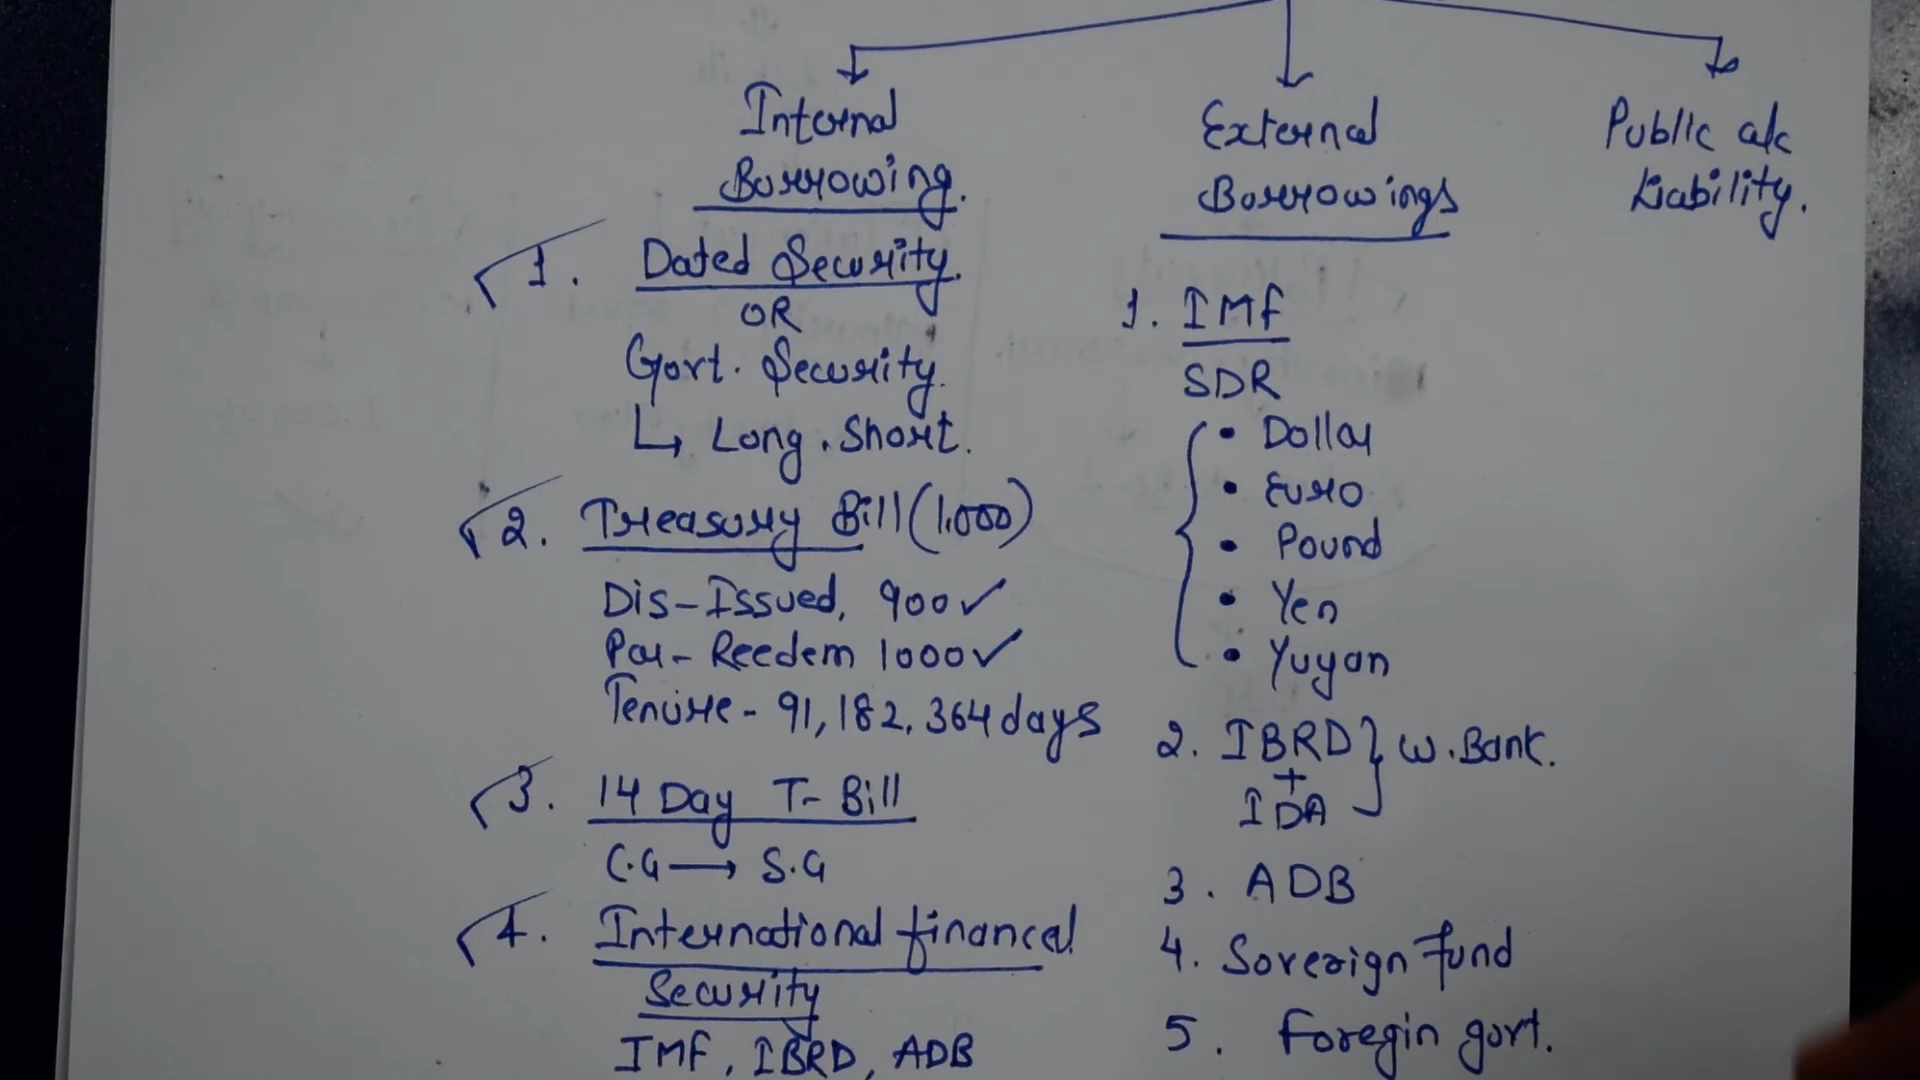 Internal
Borrowing.
1. Dated Security.
OR
Govt. Security.
↳ Long, Short.
2. Treasury Bill (1,000)
Dis-Issued, 900 ✓
Par-Reedem 1000 ✓
Tenure - 91, 182, 364 days
3. 14 Day T-Bill
C.G → S.G
4. International financal
Security
IMF, IBRD, ADB
External
Borrowings
1. IMF
SDR
• Dollar
• Euro
• Pound
• Yen
• Yuyan
2. IBRD } W. Bank.
+
IDA
3. ADB
4. Sovereign fund
5. Foregin govt.
Public a/c
Liability.